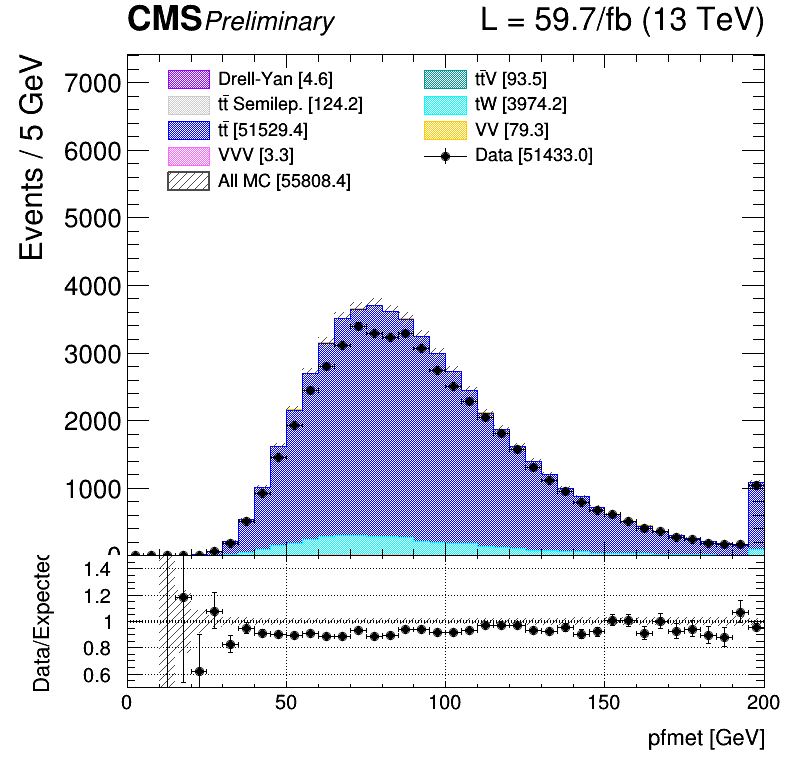 CMS Preliminary L = 59.7/fb (13 TeV)
Events / 5 GeV
7000
6000
5000
4000
3000
2000
1000
0
Drell-Yan [4.6]
tt̄ Semilep. [124.2]
tt̄ [51529.4]
VVV [3.3]
All MC [55808.4]
tt̄V [93.5]
tW [3974.2]
VV [79.3]
Data [51433.0]
Data/Expected
1.4
1.2
1
0.8
0.6
0 50 100 150 200
pfmet [GeV]